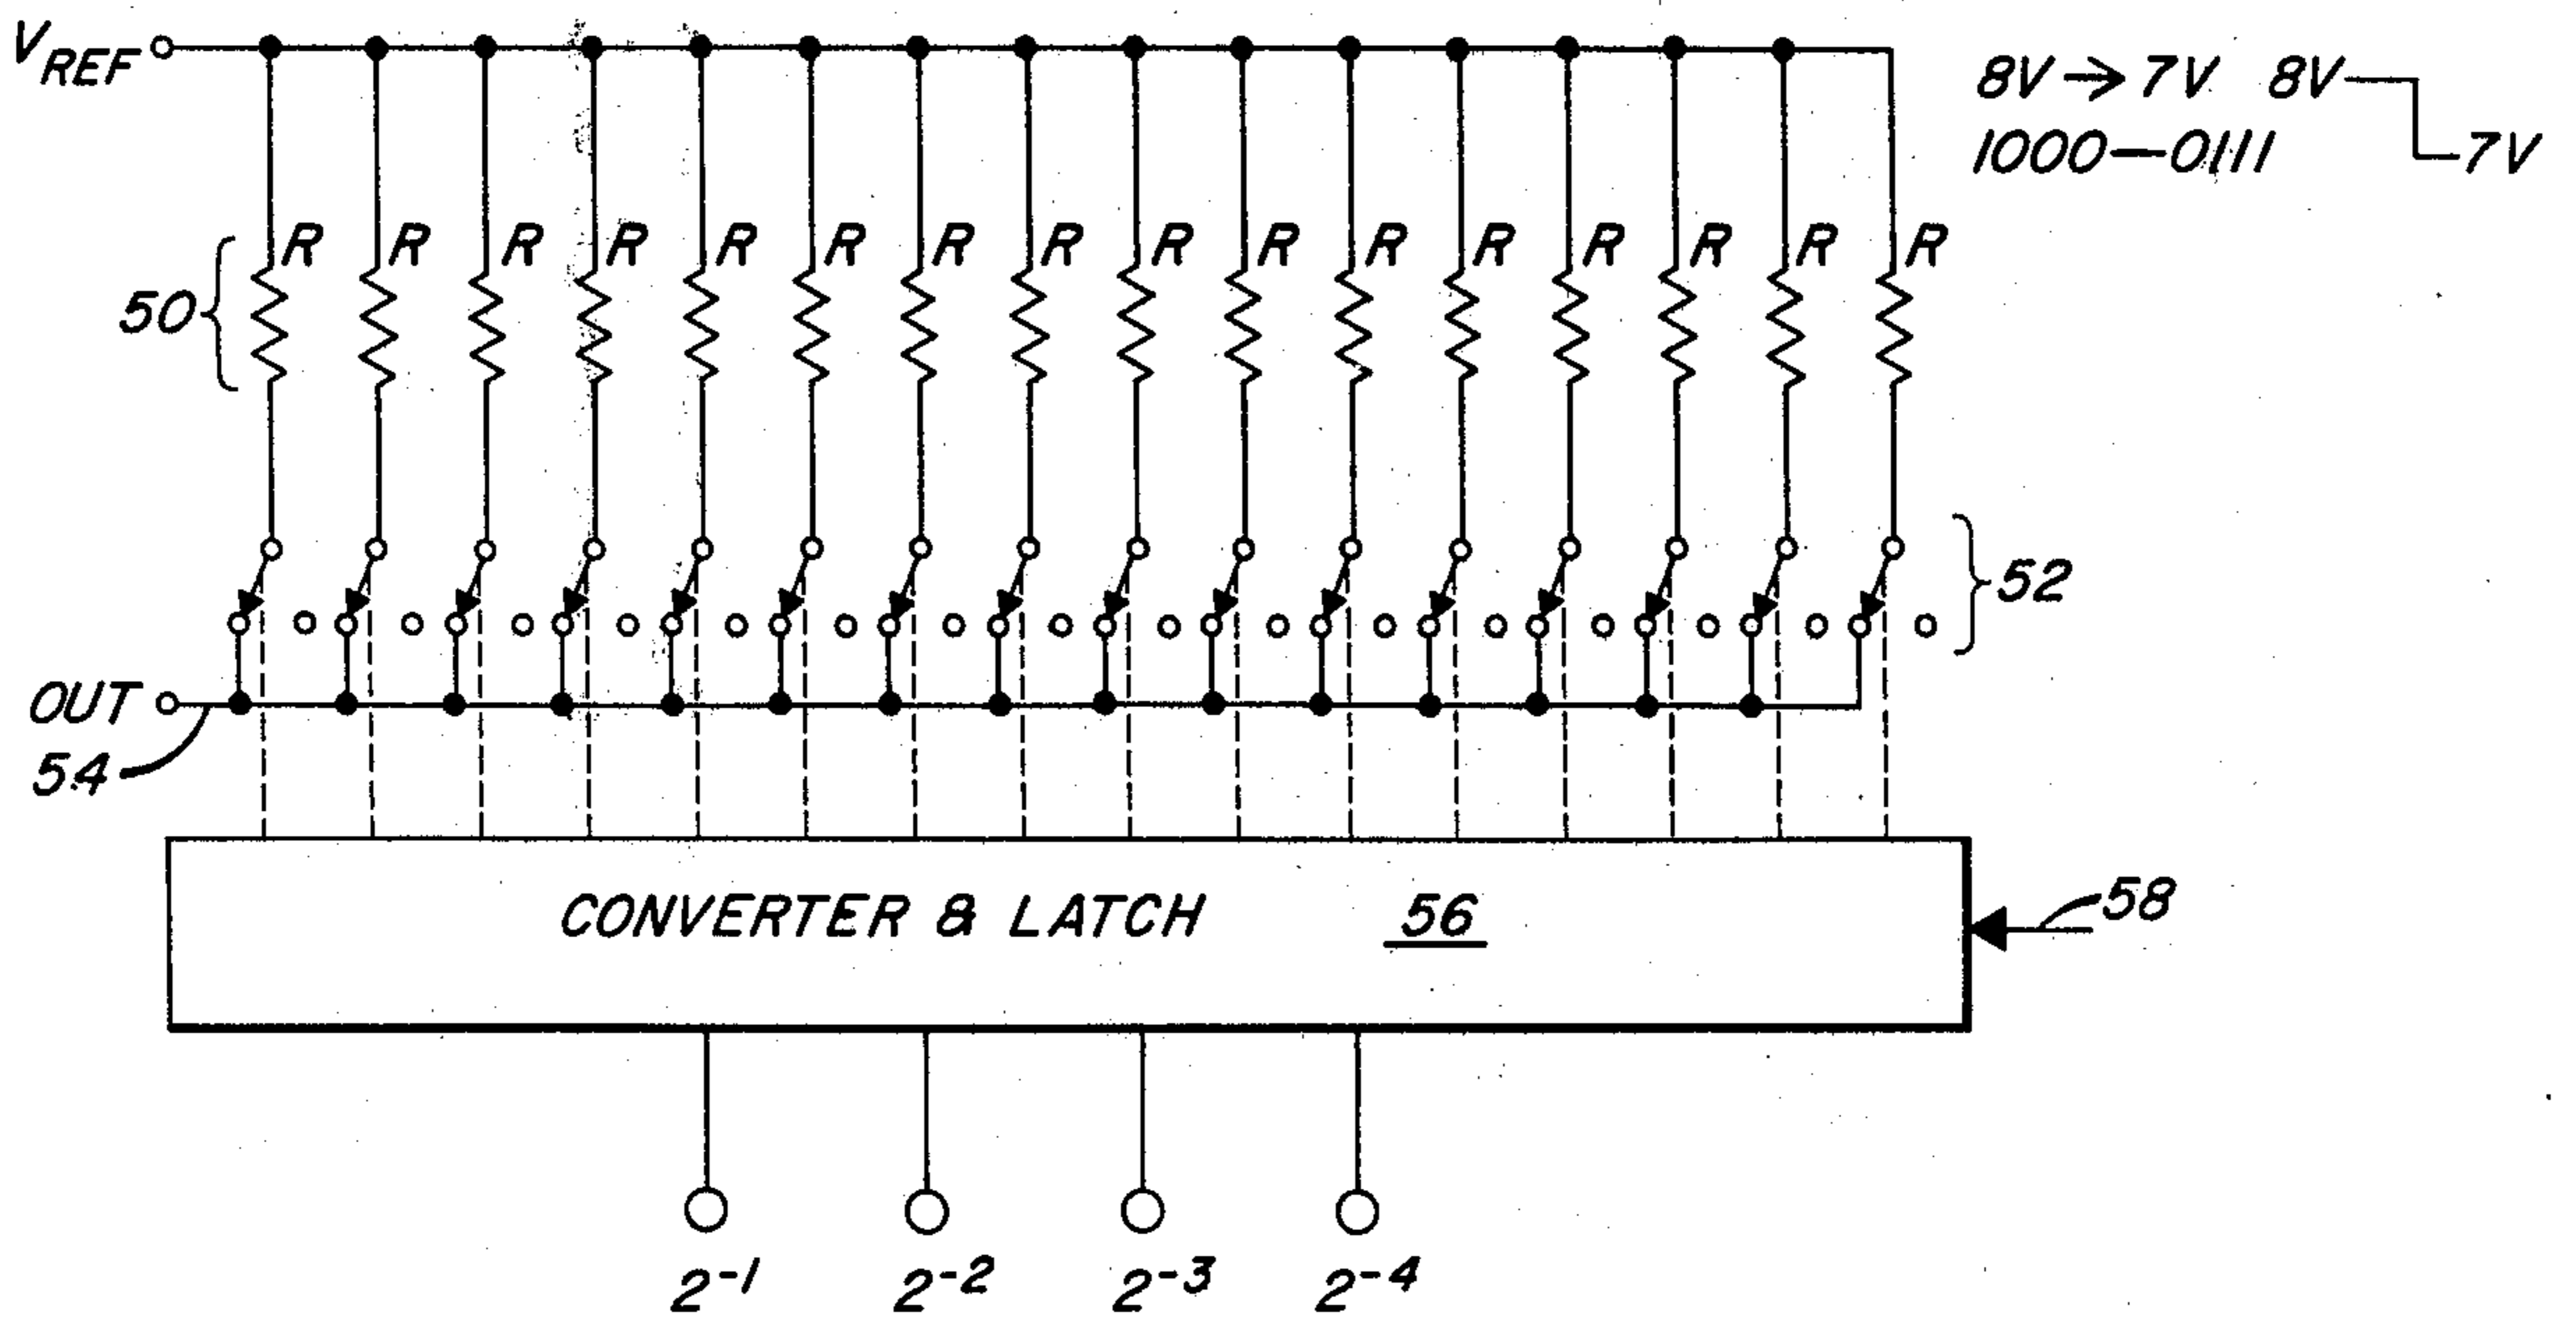 VREF
8V→7V 8V
1000—0111
7V
R R R R R R R R R R R R R R R R
50
52
OUT
54
CONVERTER & LATCH 56
58
2-1 2-2 2-3 2-4